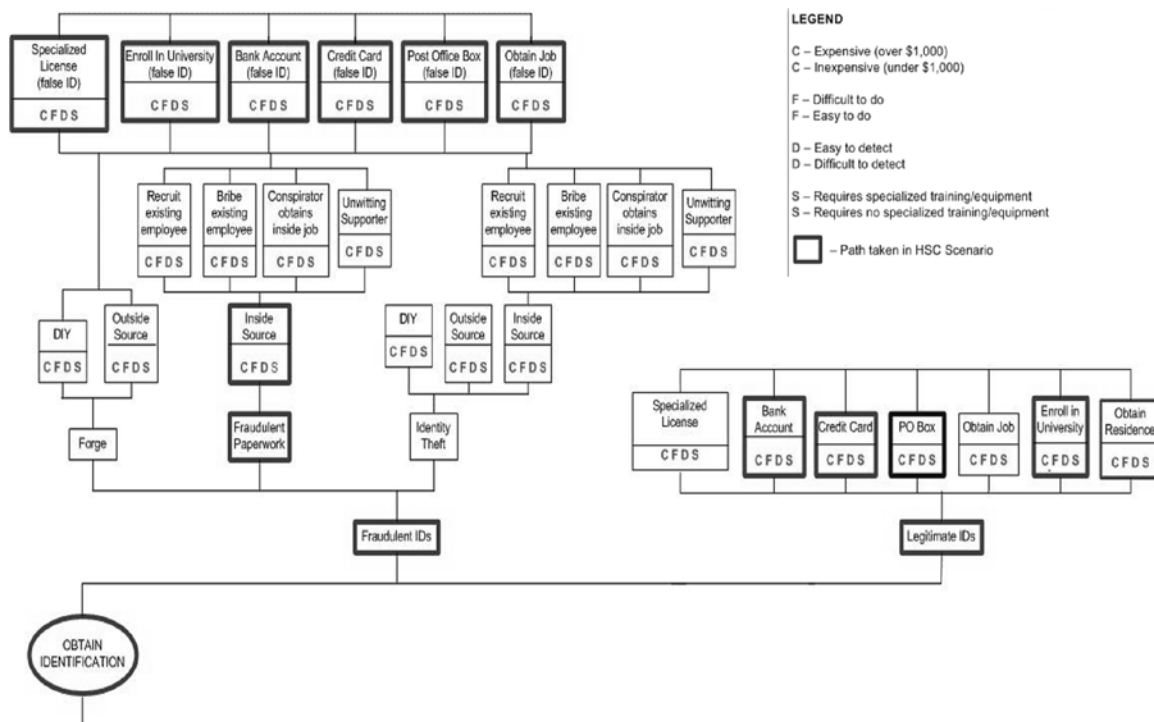 Specialized
License
(false ID)
C F D S
Enroll In University
(false ID)
C F D S
Bank Account
(false ID)
C F D S
Credit Card
(false ID)
C F D S
Post Office Box
(false ID)
C F D S
Obtain Job
(false ID)
C F D S
LEGEND
C – Expensive (over $1,000)
C – Inexpensive (under $1,000)
F – Difficult to do
F – Easy to do
D – Easy to detect
D – Difficult to detect
S – Requires specialized training/equipment
S – Requires no specialized training/equipment
– Path taken in HSC Scenario
Recruit
existing
employee
C F D S
Bribe
existing
employee
C F D S
Conspirator
obtains
inside job
C F D S
Unwitting
Supporter
C F D S
Recruit
existing
employee
C F D S
Bribe
existing
employee
C F D S
Conspirator
obtains
inside job
C F D S
Unwitting
Supporter
C F D S
DIY
C F D S
Outside
Source
C F D S
Inside
Source
C F D S
DIY
C F D S
Outside
Source
C F D S
Inside
Source
C F D S
Forge
Fraudulent
Paperwork
Identity
Theft
Specialized
License
C F D S
Bank
Account
C F D S
Credit Card
C F D S
PO Box
C F D S
Obtain Job
C F D S
Enroll in
University
C F D S
Obtain
Residence
C F D S
Fraudulent IDs
Legitimate IDs
OBTAIN
IDENTIFICATION